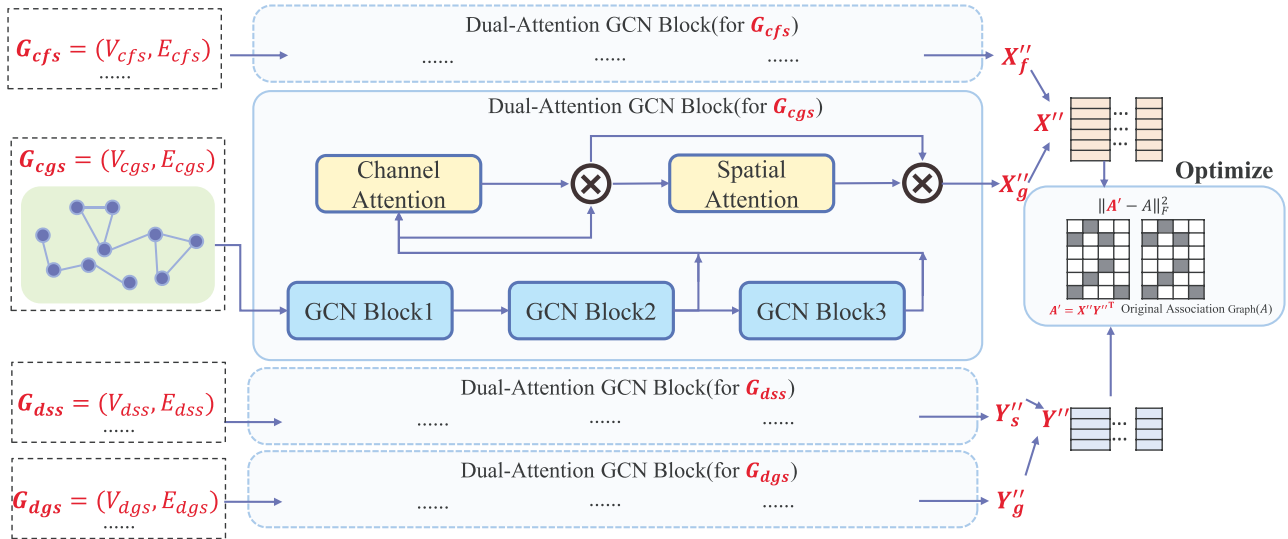 Dual-Attention GCN Block(for G_cfs)
G_cfs = (V_cfs, E_cfs)
......
...... ...... ......
X''_f
Dual-Attention GCN Block(for G_cgs)
G_cgs = (V_cgs, E_cgs)
Channel Attention
Spatial Attention
X''
...
...
X''_g
Optimize
‖A' − A‖²_F
A' = X''Y''ᵀ
Original Association Graph(A)
GCN Block1
GCN Block2
GCN Block3
Dual-Attention GCN Block(for G_dss)
G_dss = (V_dss, E_dss)
......
...... ...... ......
Y''_s
Y''
...
...
Dual-Attention GCN Block(for G_dgs)
G_dgs = (V_dgs, E_dgs)
......
...... ...... ......
Y''_g